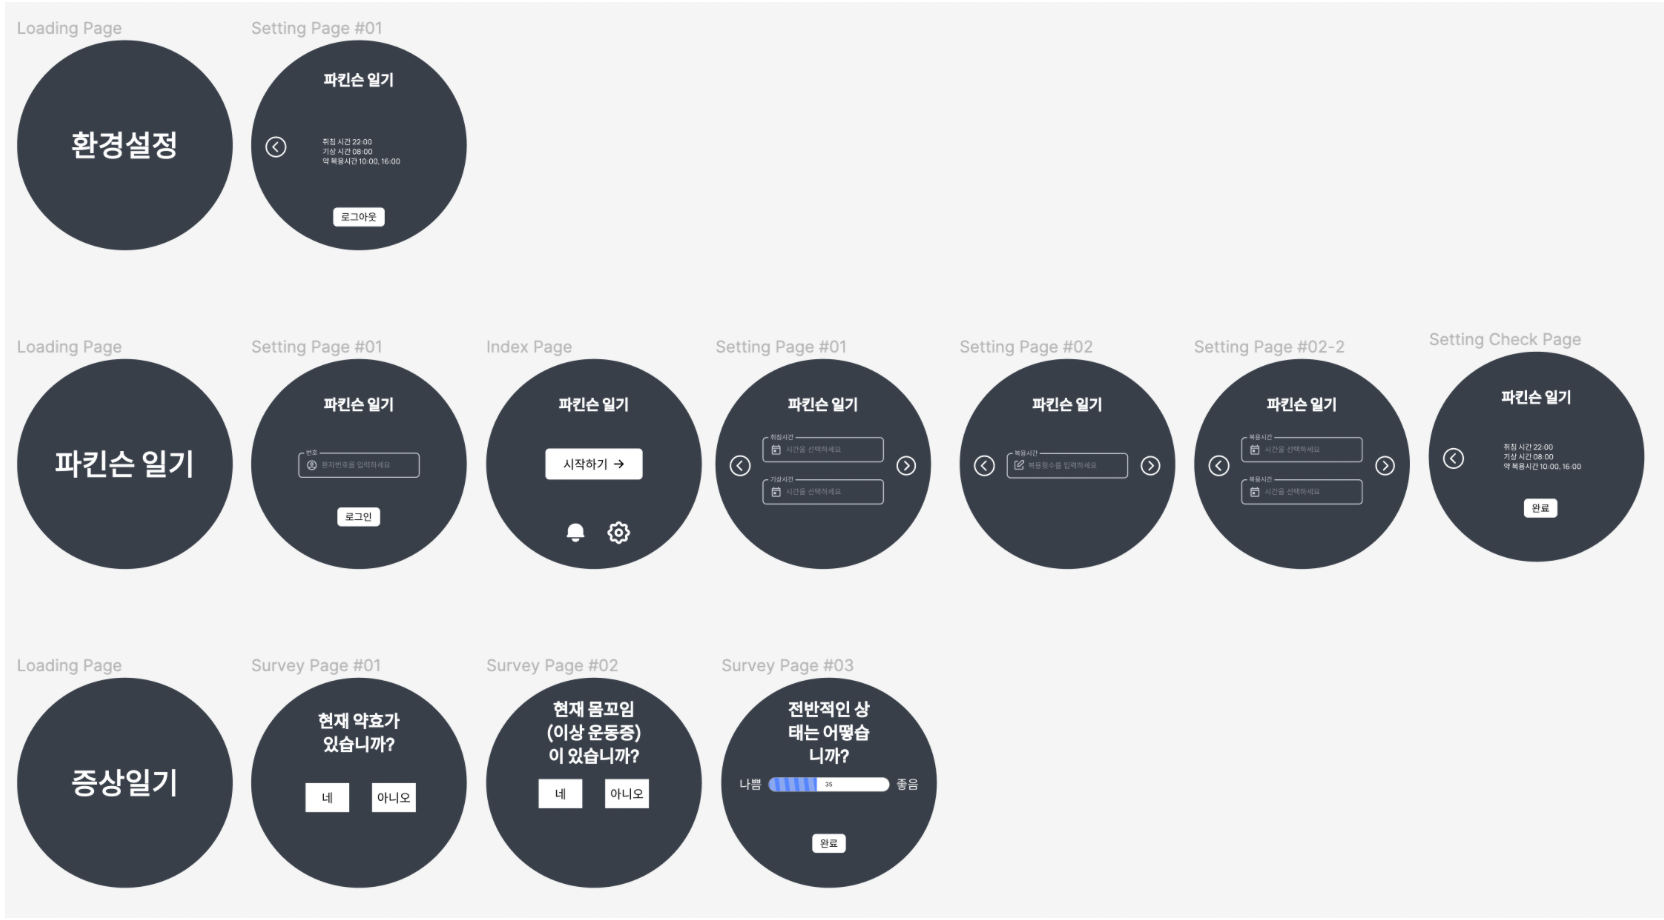 Loading Page
환경설정
Setting Page #01
파킨슨 일기
취침 시간 22:00
기상 시간 08:00
약 복용시간 10:00, 16:00
로그아웃
Loading Page
파킨슨 일기
Setting Page #01
파킨슨 일기
번호
환자번호를 입력하세요
로그인
Index Page
파킨슨 일기
시작하기 →
Setting Page #01
파킨슨 일기
취침시간
시간을 선택하세요
기상시간
시간을 선택하세요
Setting Page #02
파킨슨 일기
복용시간
복용횟수를 입력하세요
Setting Page #02-2
파킨슨 일기
복용시간
시간을 선택하세요
복용시간
시간을 선택하세요
Setting Check Page
파킨슨 일기
취침 시간 22:00
기상 시간 08:00
약 복용시간 10:00, 16:00
완료
Loading Page
증상일기
Survey Page #01
현재 약효가
있습니까?
네
아니오
Survey Page #02
현재 몸꼬임
(이상 운동증)
이 있습니까?
네
아니오
Survey Page #03
전반적인 상
태는 어떻습
니까?
나쁨
35
좋음
완료